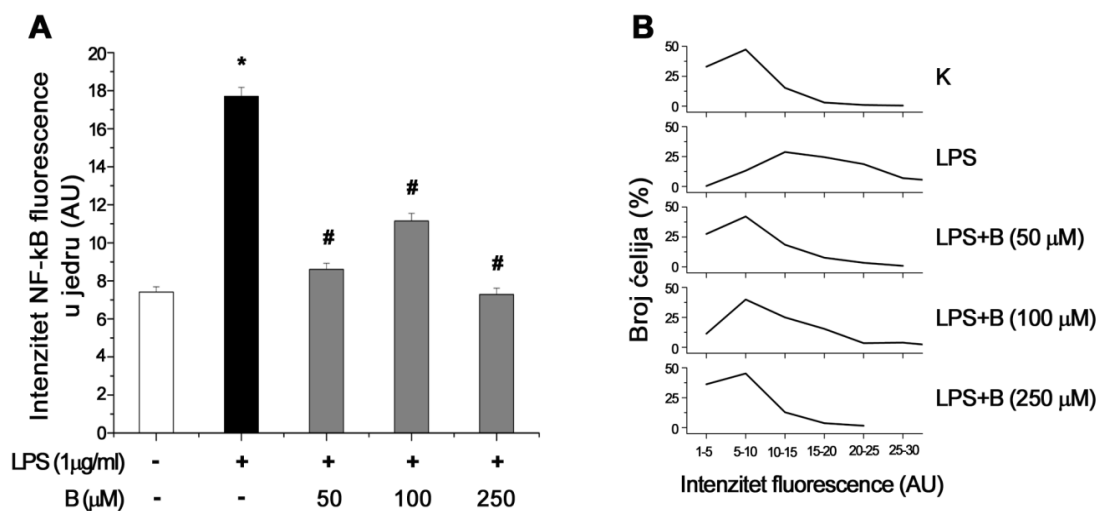 A
Intenzitet NF-kB fluorescence
u jedru (AU)
20
18
16
14
12
10
8
6
4
2
0
*
#
#
#
LPS (1µg/ml) - + + + +
B (µM) - - 50 100 250
B
Broj ćelija (%)
50
25
0
K
50
25
0
LPS
50
25
0
LPS+B (50 µM)
50
25
0
LPS+B (100 µM)
50
25
0
LPS+B (250 µM)
1-5 5-10 10-15 15-20 20-25 25-30
Intenzitet fluorescence (AU)